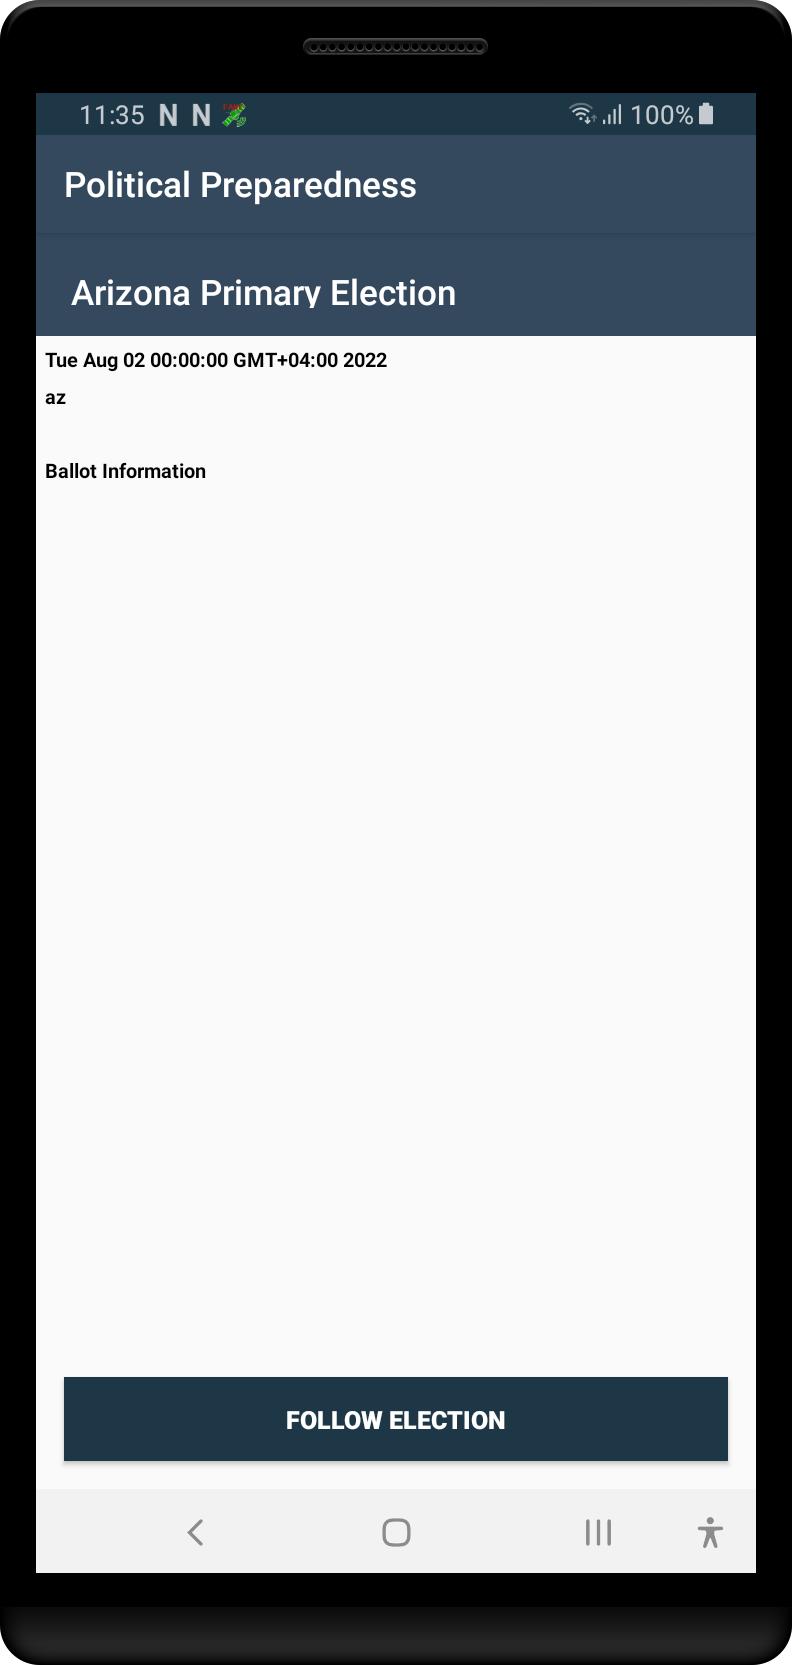 11:35 N N 100%
Political Preparedness
Arizona Primary Election
Tue Aug 02 00:00:00 GMT+04:00 2022
az
Ballot Information
FOLLOW ELECTION